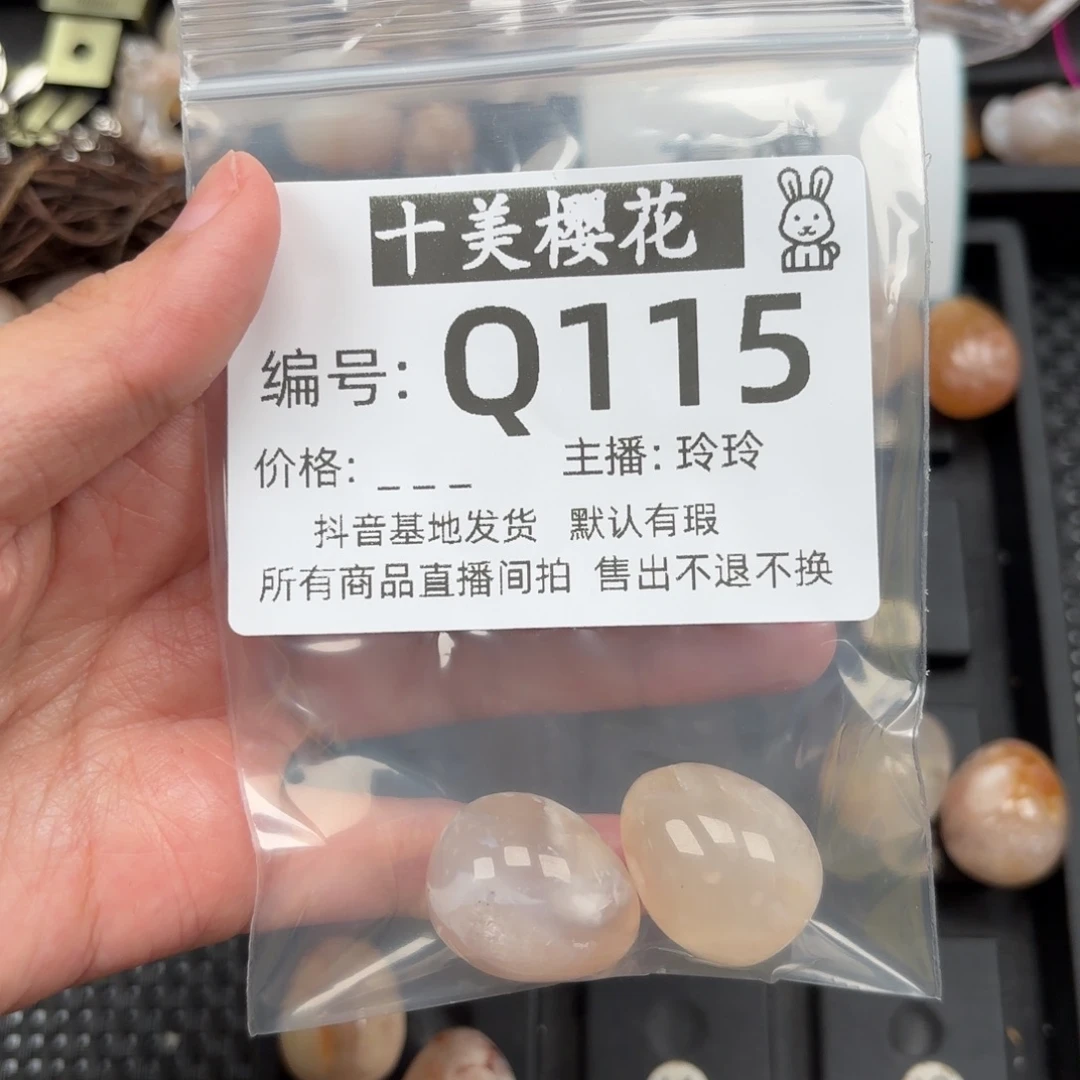 十美樱花
编号: Q115
价格: _ _ _ 主播: 玲玲
抖音基地发货 默认有瑕
所有商品直播间拍 售出不退不换